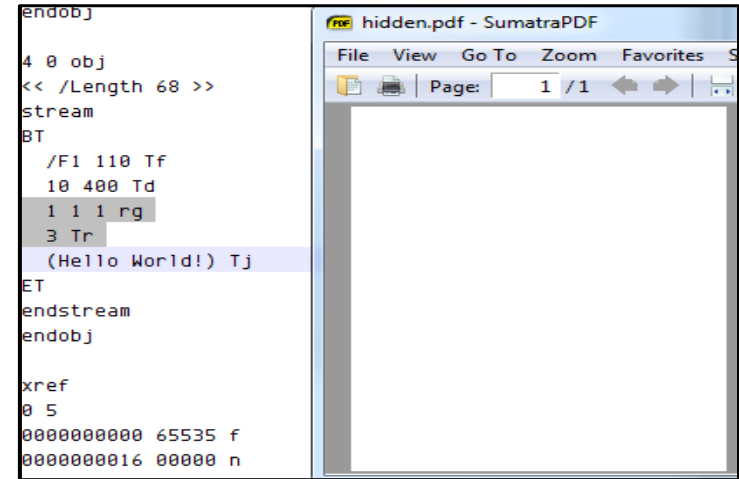 endobj
4 0 obj
<< /Length 68 >>
stream
BT
/F1 110 Tf
10 400 Td
1 1 1 rg
3 Tr
(Hello World!) Tj
ET
endstream
endobj
xref
0 5
0000000000 65535 f
0000000016 00000 n
PDF hidden.pdf - SumatraPDF
File View Go To Zoom Favorites S
Page: 1 / 1